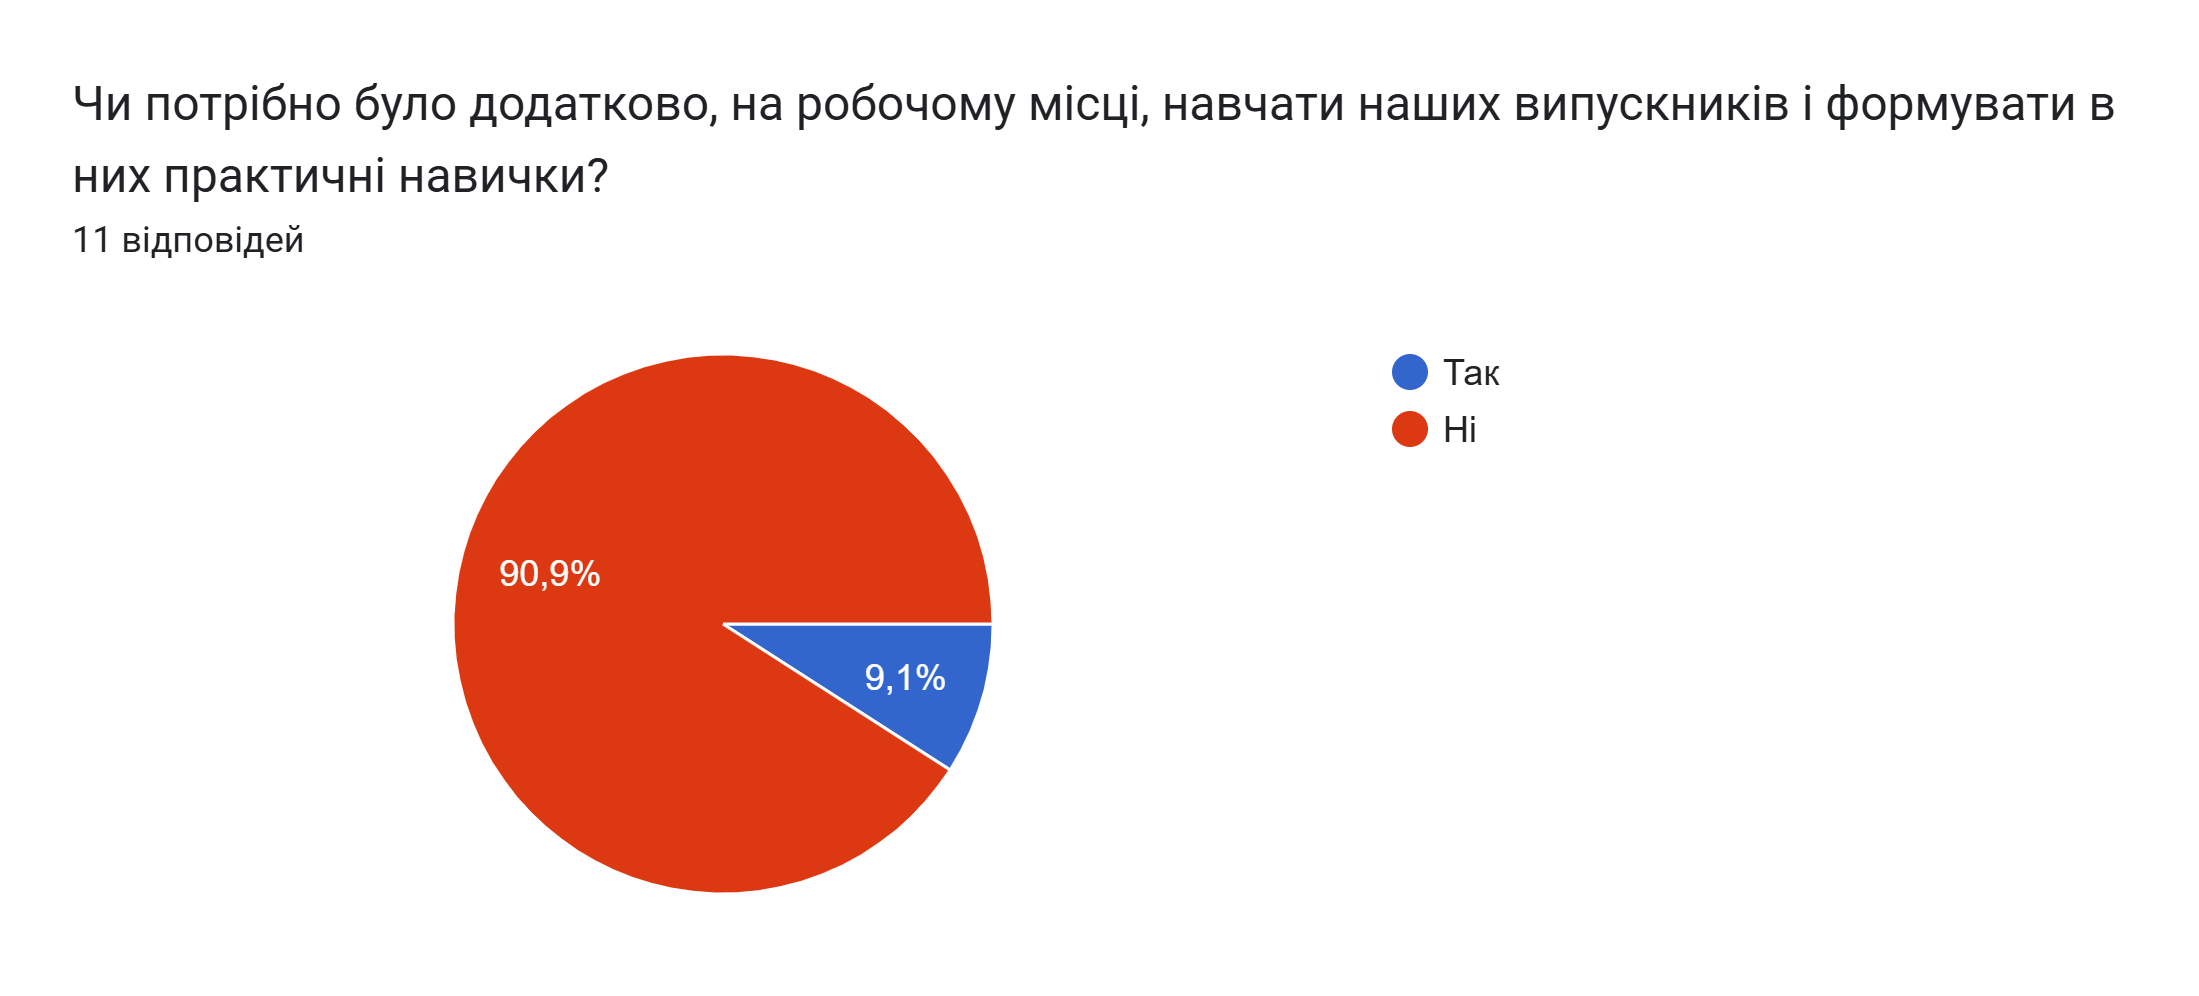 Чи потрібно було додатково, на робочому місці, навчати наших випускників і формувати в
них практичні навички?
11 відповідей
Так
Ні
90,9%
9,1%